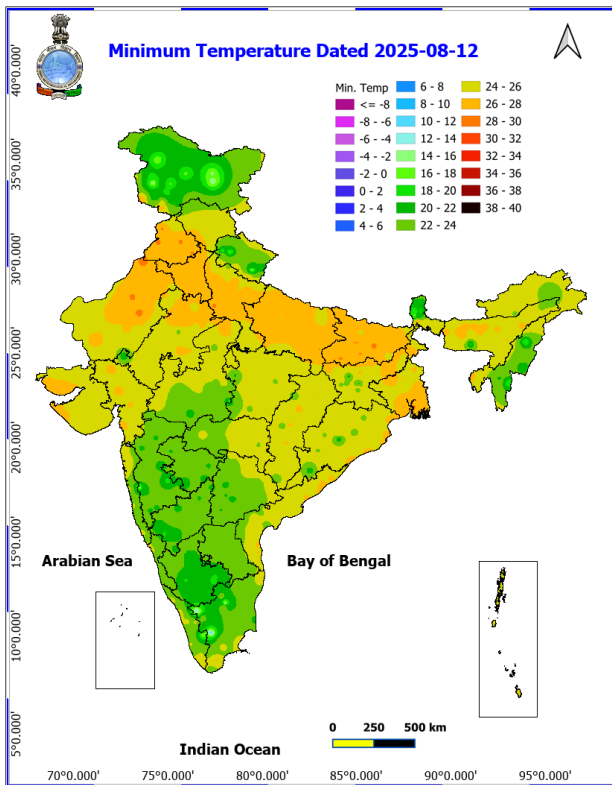 Minimum Temperature Dated 2025-08-12
Min. Temp
<= -8
-8 - -6
-6 - -4
-4 - -2
-2 - 0
0 - 2
2 - 4
4 - 6
6 - 8
8 - 10
10 - 12
12 - 14
14 - 16
16 - 18
18 - 20
20 - 22
22 - 24
24 - 26
26 - 28
28 - 30
30 - 32
32 - 34
34 - 36
36 - 38
38 - 40
40°0.000'
35°0.000'
30°0.000'
25°0.000'
20°0.000'
15°0.000'
10°0.000'
5°0.000'
Arabian Sea
Bay of Bengal
Indian Ocean
0 250 500 km
70°0.000' 75°0.000' 80°0.000' 85°0.000' 90°0.000' 95°0.000'